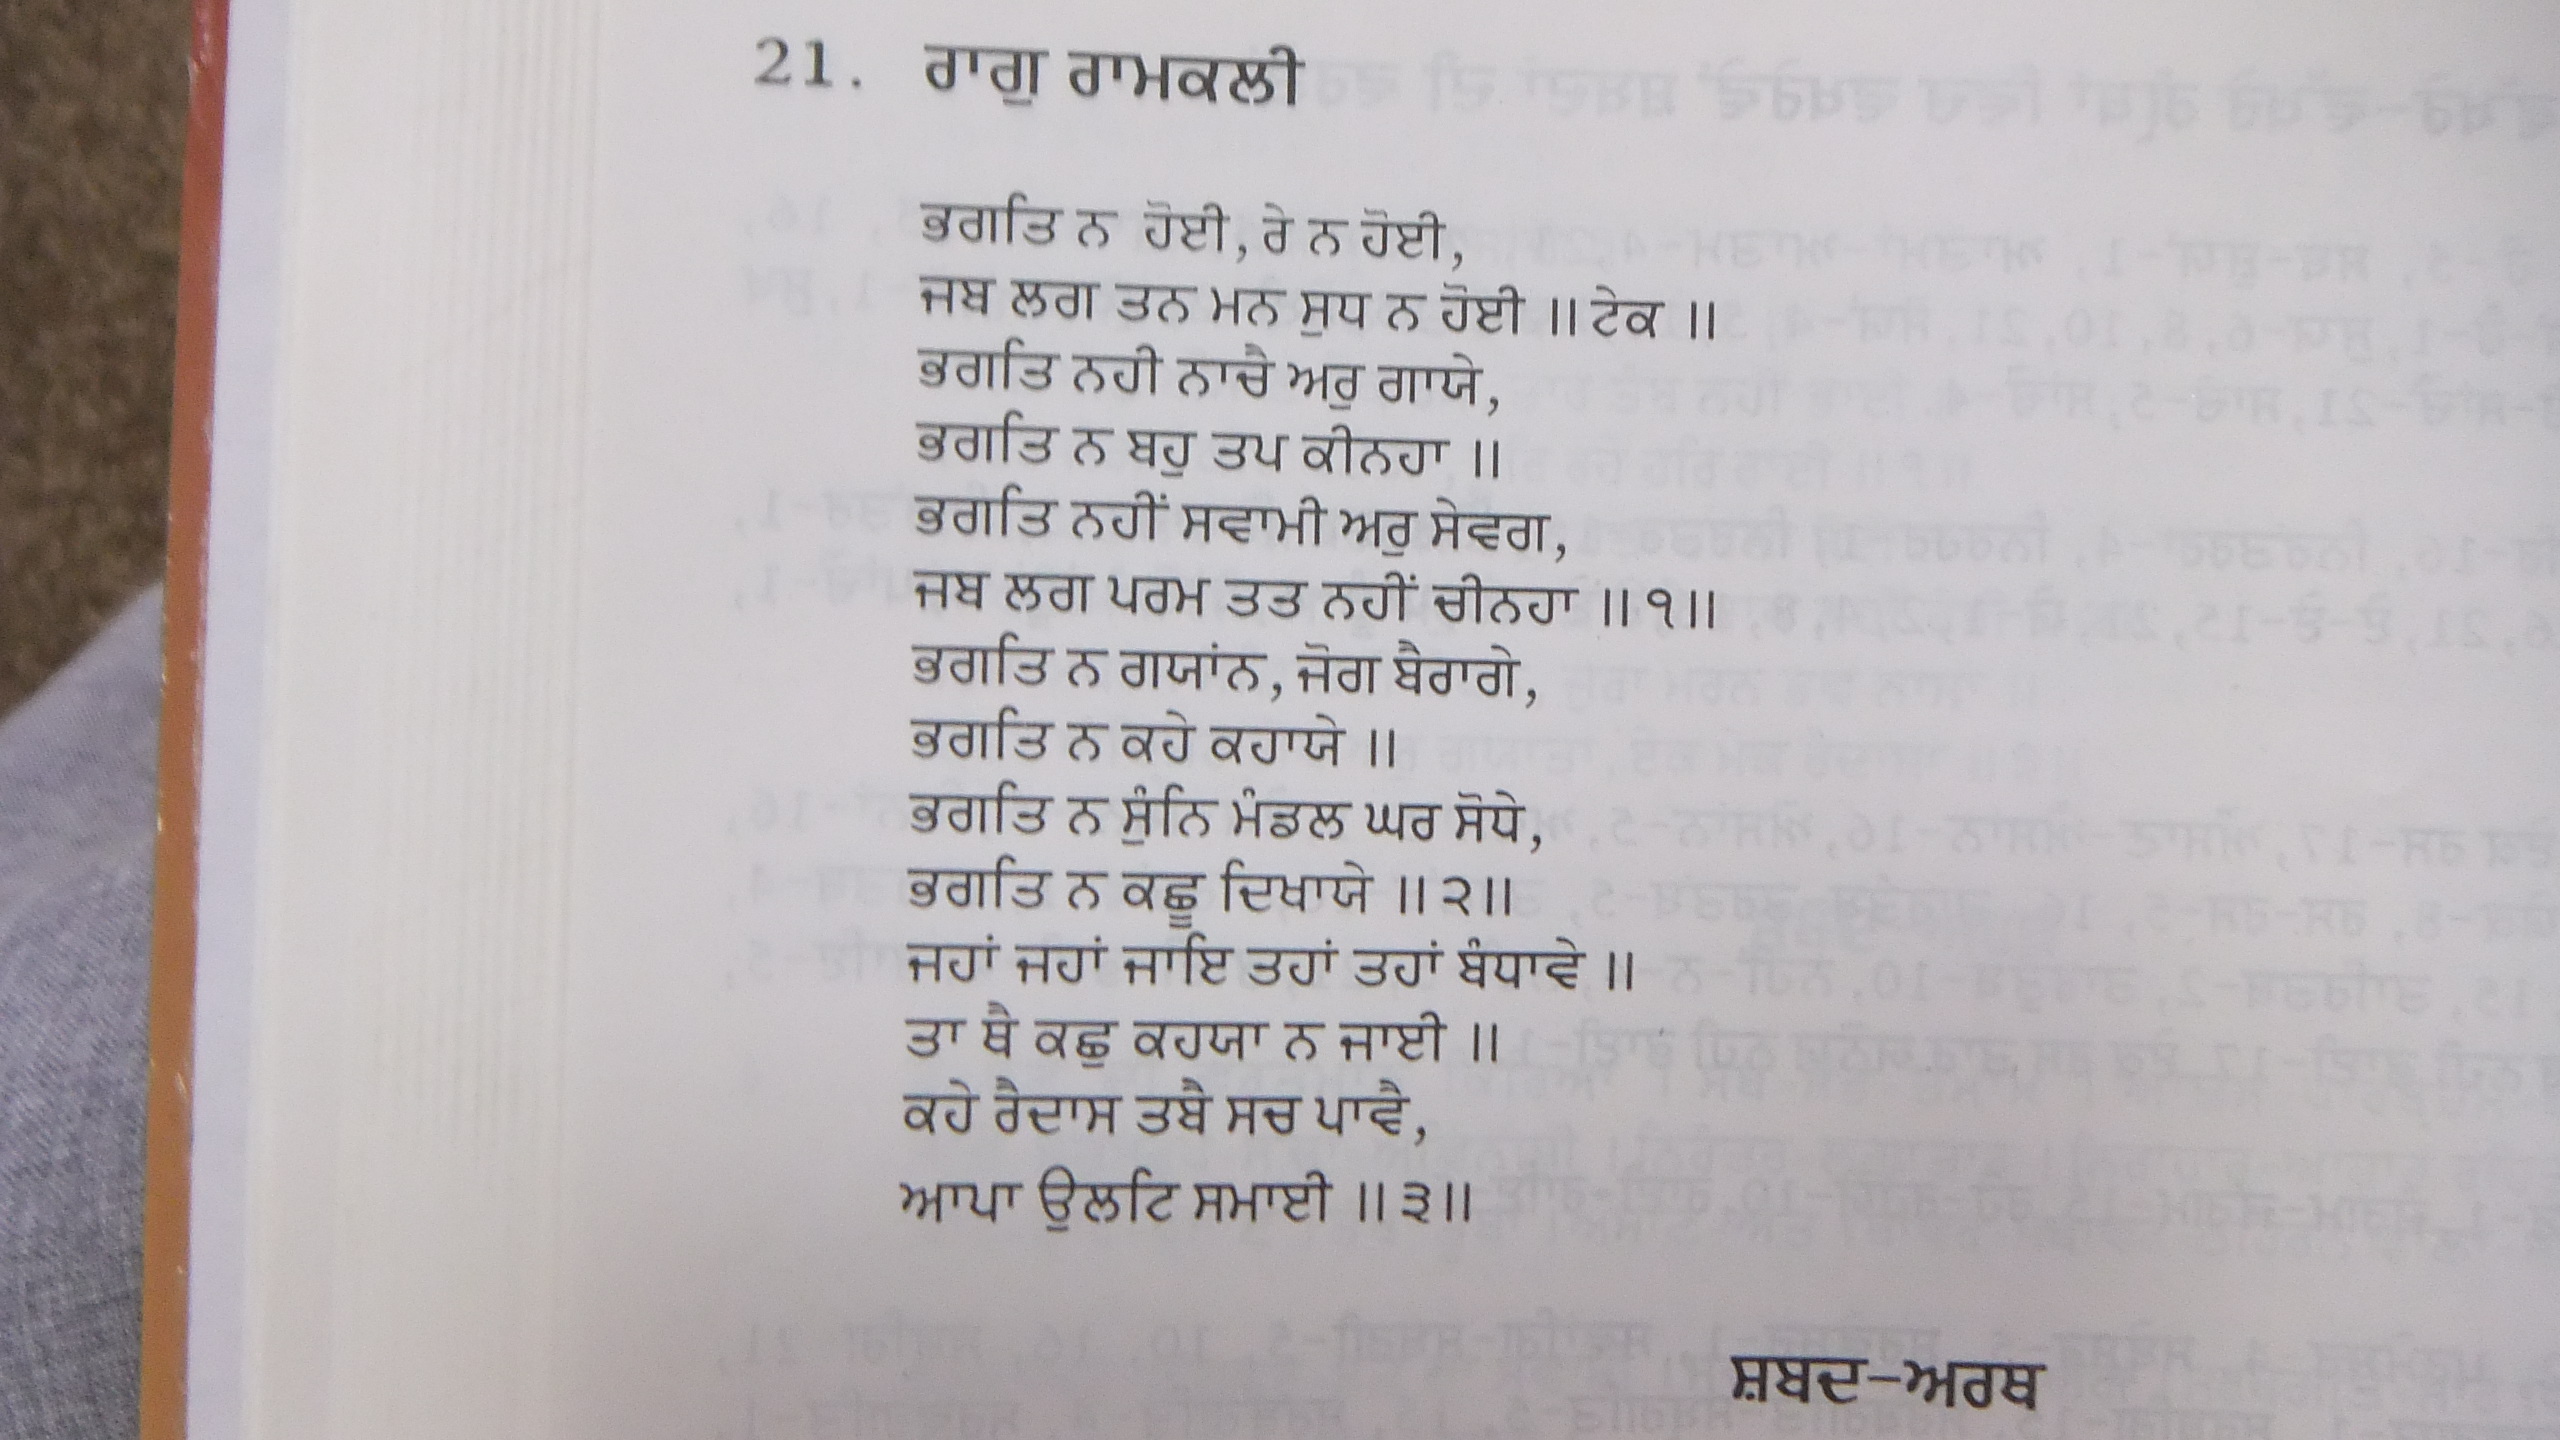 21. ਰਾਗੁ ਰਾਮਕਲੀ
ਭਗਤਿ ਨ ਹੋਈ, ਰੇ ਨ ਹੋਈ,
ਜਬ ਲਗ ਤਨ ਮਨ ਸੁਧ ਨ ਹੋਈ ॥ ਟੇਕ ॥
ਭਗਤਿ ਨਹੀ ਨਾਚੈ ਅਰੁ ਗਾਯੇ,
ਭਗਤਿ ਨ ਬਹੁ ਤਪ ਕੀਨਹਾ ॥
ਭਗਤਿ ਨਹੀਂ ਸਵਾਮੀ ਅਰੁ ਸੇਵਗ,
ਜਬ ਲਗ ਪਰਮ ਤਤ ਨਹੀਂ ਚੀਨਹਾ ॥੧॥
ਭਗਤਿ ਨ ਗਯਾਂਨ, ਜੋਗ ਬੈਰਾਗੇ,
ਭਗਤਿ ਨ ਕਹੇ ਕਹਾਯੇ ॥
ਭਗਤਿ ਨ ਸੁੰਨਿ ਮੰਡਲ ਘਰ ਸੋਧੇ,
ਭਗਤਿ ਨ ਕਛੂ ਦਿਖਾਯੇ ॥੨॥
ਜਹਾਂ ਜਹਾਂ ਜਾਇ ਤਹਾਂ ਤਹਾਂ ਬੰਧਾਵੇ ॥
ਤਾ ਥੈ ਕਛੁ ਕਹਯਾ ਨ ਜਾਈ ॥
ਕਹੇ ਰੈਦਾਸ ਤਬੈ ਸਚ ਪਾਵੈ,
ਆਪਾ ਉਲਟਿ ਸਮਾਈ ॥੩॥
ਸ਼ਬਦ-ਅਰਥ